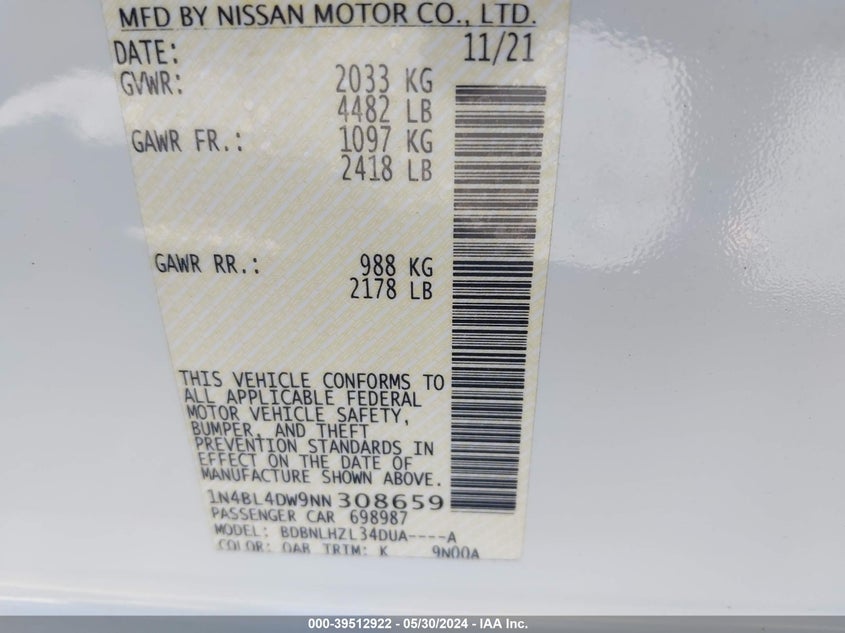 MFD BY NISSAN MOTOR CO., LTD.
DATE: 11/21
GVWR: 2033 KG
4482 LB
GAWR FR.: 1097 KG
2418 LB
GAWR RR.: 988 KG
2178 LB
THIS VEHICLE CONFORMS TO
ALL APPLICABLE FEDERAL
MOTOR VEHICLE SAFETY,
BUMPER, AND THEFT
PREVENTION STANDARDS IN
EFFECT ON THE DATE OF
MANUFACTURE SHOWN ABOVE.
1N4BL4DW9NN308659
PASSENGER CAR 698987
MODEL: BDBNLHZL34DUA----A
COLOR: QAB TRIM: K 9N00A
000-39512922 - 05/30/2024 - IAA Inc.